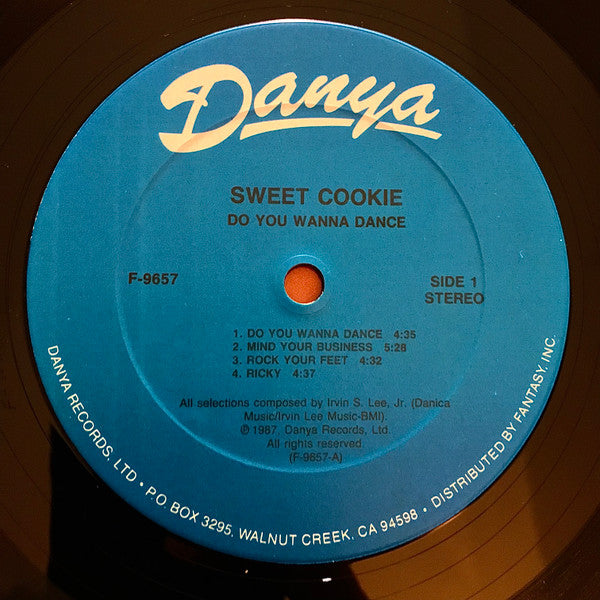 Danya
SWEET COOKIE
DO YOU WANNA DANCE
F-9657
SIDE 1
STEREO
1. DO YOU WANNA DANCE 4:35
2. MIND YOUR BUSINESS 5:28
3. ROCK YOUR FEET 4:32
4. RICKY 4:37
All selections composed by Irvin S. Lee, Jr. (Danica
Music/Irvin Lee Music-BMI).
℗ 1987, Danya Records, Ltd.
All rights reserved.
(F-9657-A)
DANYA RECORDS, LTD • P.O. BOX 3295, WALNUT CREEK, CA 94598 • DISTRIBUTED BY FANTASY, INC.